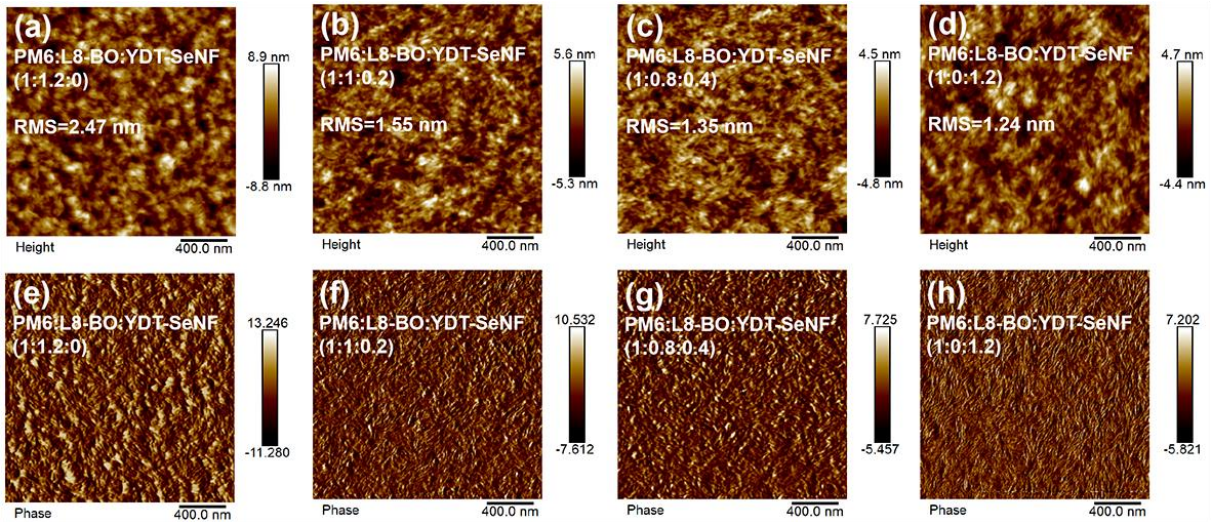 (a)
PM6:L8-BO:YDT-SeNF
(1:1.2:0)
RMS=2.47 nm
8.9 nm
-8.8 nm
Height
400.0 nm
(b)
PM6:L8-BO:YDT-SeNF
(1:1:0.2)
RMS=1.55 nm
5.6 nm
-5.3 nm
Height
400.0 nm
(c)
PM6:L8-BO:YDT-SeNF
(1:0.8:0.4)
RMS=1.35 nm
4.5 nm
-4.8 nm
Height
400.0 nm
(d)
PM6:L8-BO:YDT-SeNF
(1:0:1.2)
RMS=1.24 nm
4.7 nm
-4.4 nm
Height
400.0 nm
(e)
PM6:L8-BO:YDT-SeNF
(1:1.2:0)
13.246
-11.280
Phase
400.0 nm
(f)
PM6:L8-BO:YDT-SeNF
(1:1:0.2)
10.532
-7.612
Phase
400.0 nm
(g)
PM6:L8-BO:YDT-SeNF
(1:0.8:0.4)
7.725
-5.457
Phase
400.0 nm
(h)
PM6:L8-BO:YDT-SeNF
(1:0:1.2)
7.202
-5.821
Phase
400.0 nm